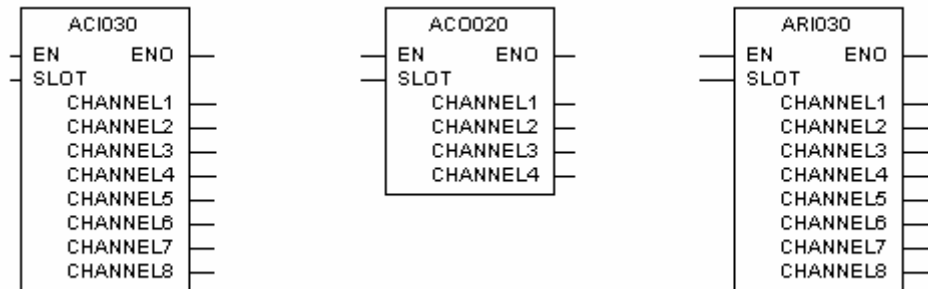 ACI030
EN ENO
SLOT
CHANNEL1
CHANNEL2
CHANNEL3
CHANNEL4
CHANNEL5
CHANNEL6
CHANNEL7
CHANNEL8
ACO020
EN ENO
SLOT
CHANNEL1
CHANNEL2
CHANNEL3
CHANNEL4
ARI030
EN ENO
SLOT
CHANNEL1
CHANNEL2
CHANNEL3
CHANNEL4
CHANNEL5
CHANNEL6
CHANNEL7
CHANNEL8